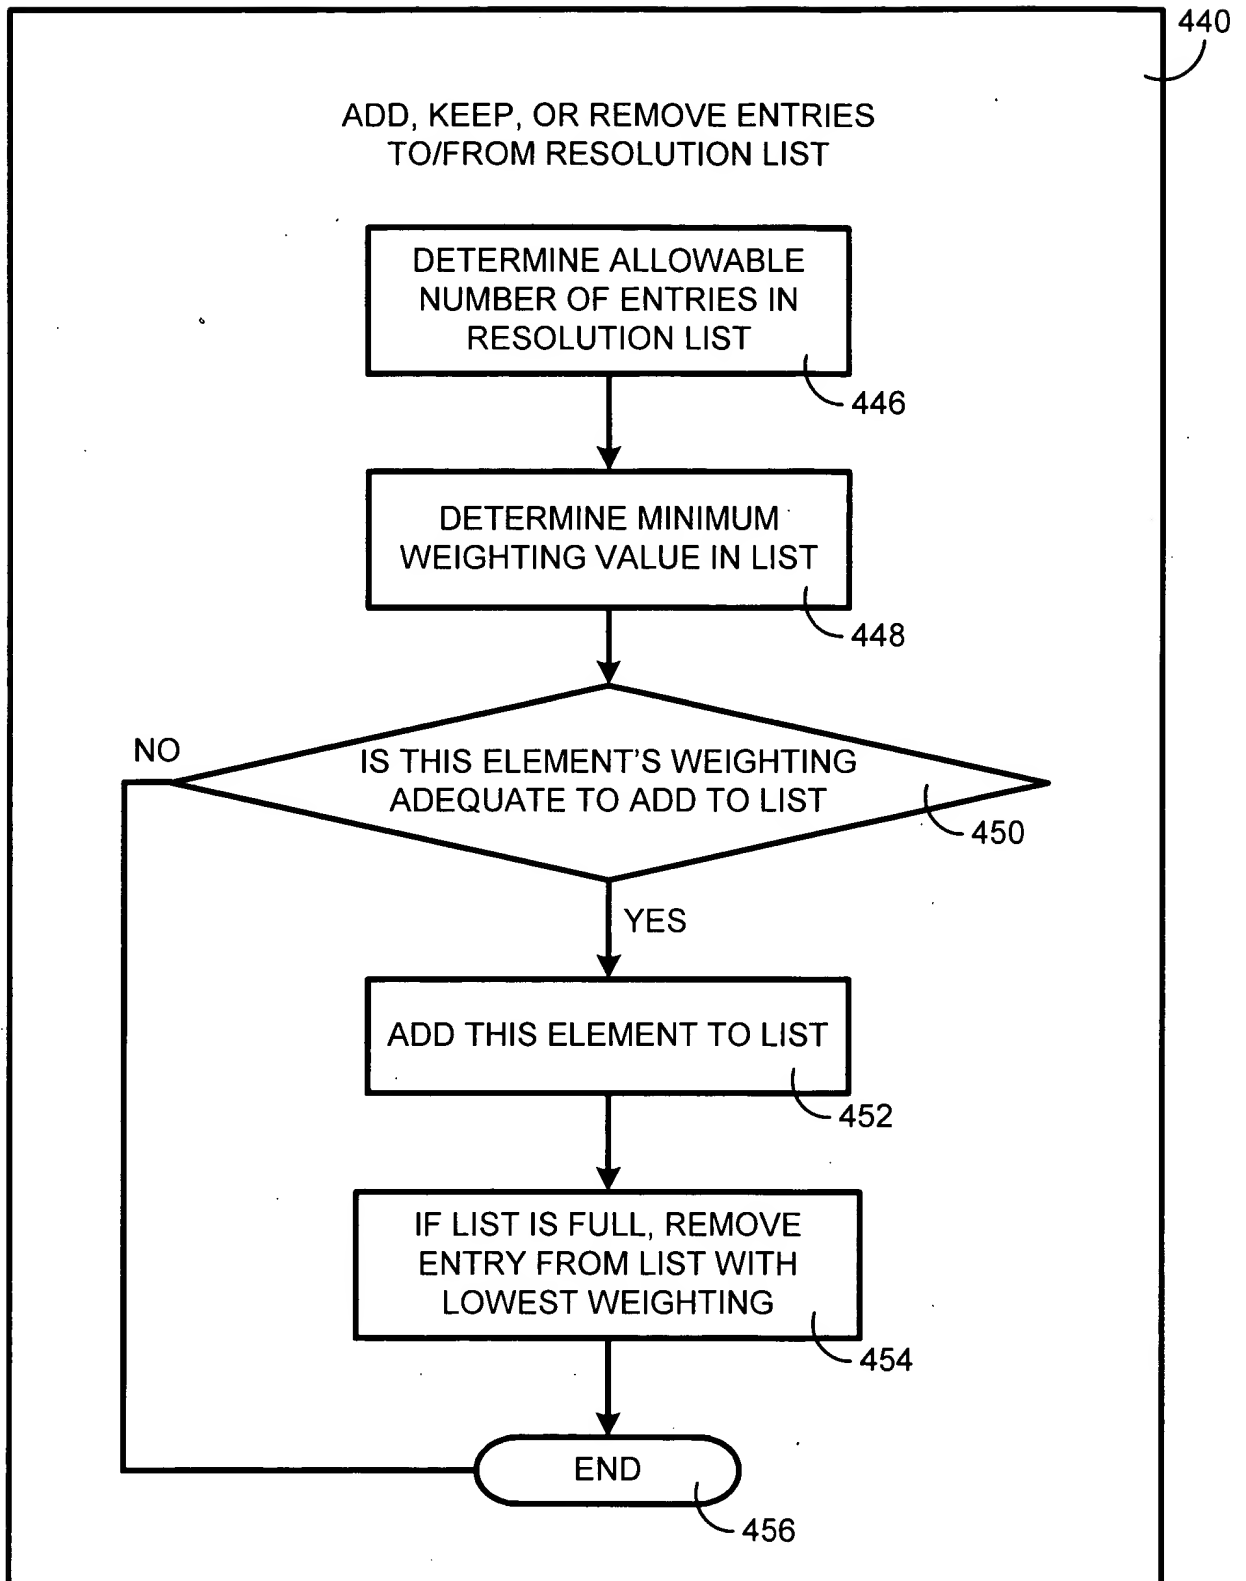 440
ADD, KEEP, OR REMOVE ENTRIES
TO/FROM RESOLUTION LIST
DETERMINE ALLOWABLE
NUMBER OF ENTRIES IN
RESOLUTION LIST
446
DETERMINE MINIMUM
WEIGHTING VALUE IN LIST
448
NO
IS THIS ELEMENT'S WEIGHTING
ADEQUATE TO ADD TO LIST
450
YES
ADD THIS ELEMENT TO LIST
452
IF LIST IS FULL, REMOVE
ENTRY FROM LIST WITH
LOWEST WEIGHTING
454
END
456